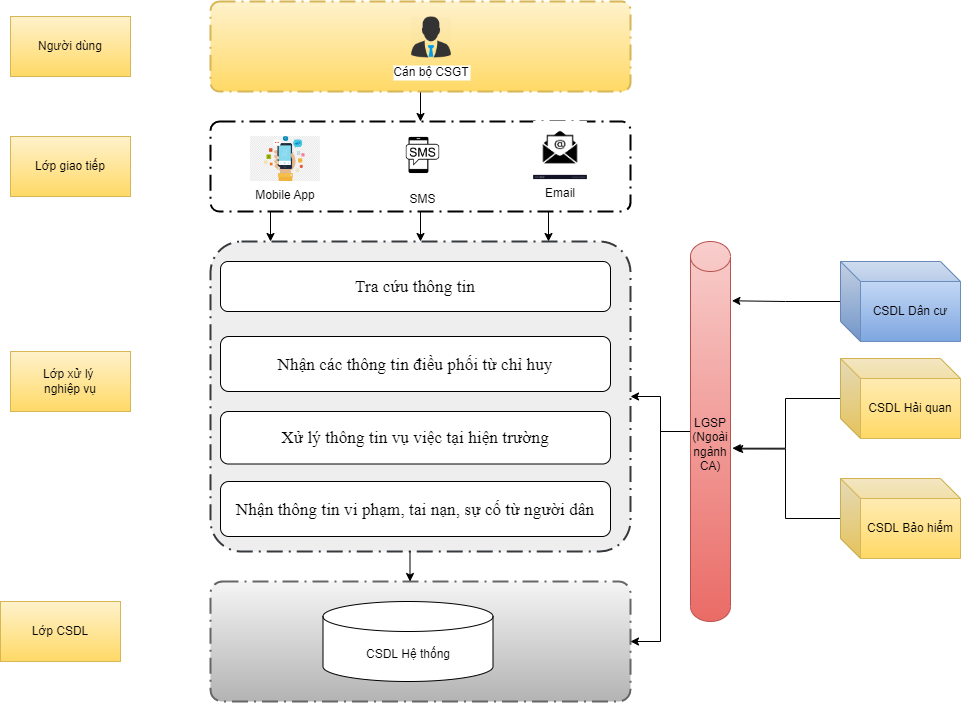 Người dùng
Cán bộ CSGT
Lớp giao tiếp
Mobile App
SMS
SMS
@
Email
Tra cứu thông tin
Nhận các thông tin điều phối từ chỉ huy
Lớp xử lý
nghiệp vụ
Xử lý thông tin vụ việc tại hiện trường
Nhận thông tin vi phạm, tai nạn, sự cố từ người dân
LGSP
(Ngoài
ngành
CA)
CSDL Dân cư
CSDL Hải quan
CSDL Bảo hiểm
Lớp CSDL
CSDL Hệ thống